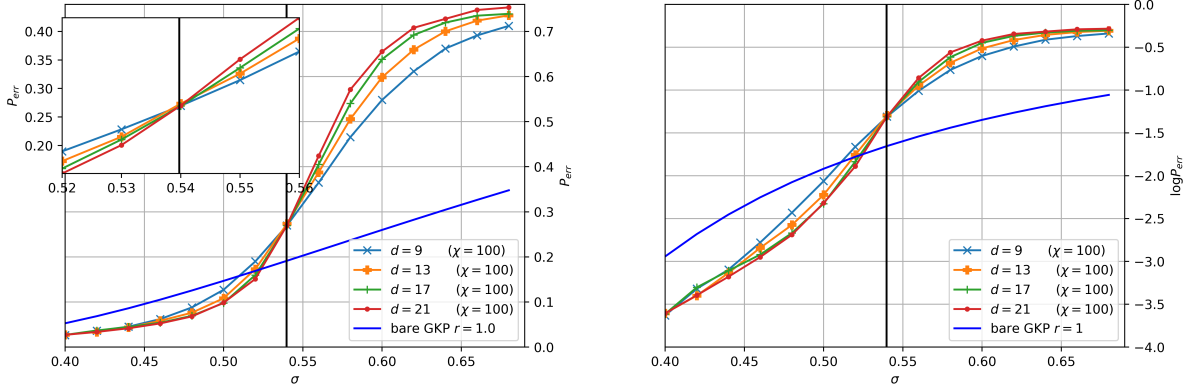 0.40
0.35
0.30
0.25
0.20
P_err
0.52
0.53
0.54
0.55
0.56
0.7
0.6
0.5
0.4
0.3
0.2
0.1
0.0
P_err
d = 9 (χ = 100)
d = 13 (χ = 100)
d = 17 (χ = 100)
d = 21 (χ = 100)
bare GKP r = 1.0
0.40
0.45
0.50
0.55
0.60
0.65
σ
0.0
−0.5
−1.0
−1.5
−2.0
−2.5
−3.0
−3.5
−4.0
logP_err
d = 9 (χ = 100)
d = 13 (χ = 100)
d = 17 (χ = 100)
d = 21 (χ = 100)
bare GKP r = 1
0.40
0.45
0.50
0.55
0.60
0.65
σ